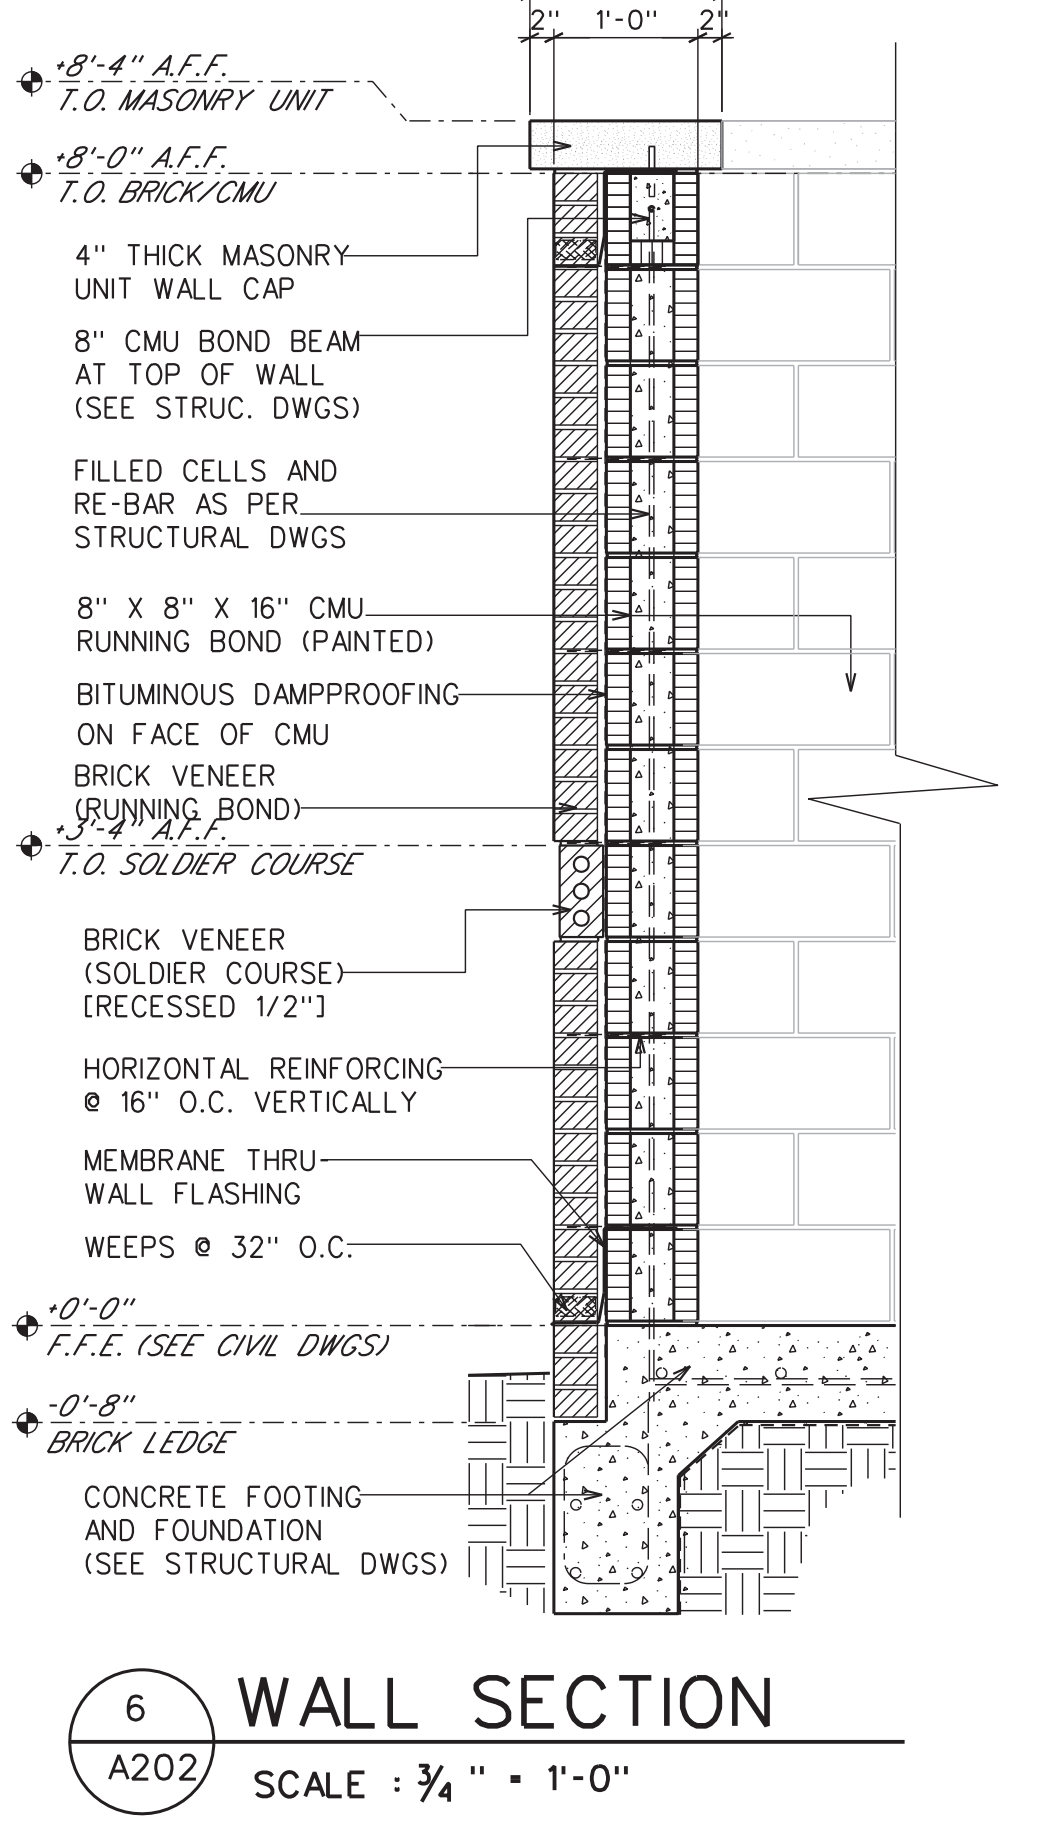 2" 1'-0" 2"
+8'-4" A.F.F.
T.O. MASONRY UNIT
+8'-0" A.F.F.
T.O. BRICK/CMU
4" THICK MASONRY
UNIT WALL CAP
8" CMU BOND BEAM
AT TOP OF WALL
(SEE STRUC. DWGS)
FILLED CELLS AND
RE-BAR AS PER
STRUCTURAL DWGS
8" X 8" X 16" CMU
RUNNING BOND (PAINTED)
BITUMINOUS DAMPPROOFING
ON FACE OF CMU
BRICK VENEER
(RUNNING BOND)
+3'-4" A.F.F.
T.O. SOLDIER COURSE
BRICK VENEER
(SOLDIER COURSE)
[RECESSED 1/2"]
HORIZONTAL REINFORCING
@ 16" O.C. VERTICALLY
MEMBRANE THRU-
WALL FLASHING
WEEPS @ 32" O.C.
+0'-0"
F.F.E. (SEE CIVIL DWGS)
-0'-8"
BRICK LEDGE
CONCRETE FOOTING
AND FOUNDATION
(SEE STRUCTURAL DWGS)
6 WALL SECTION
A202 SCALE : 3/4 " = 1'-0"